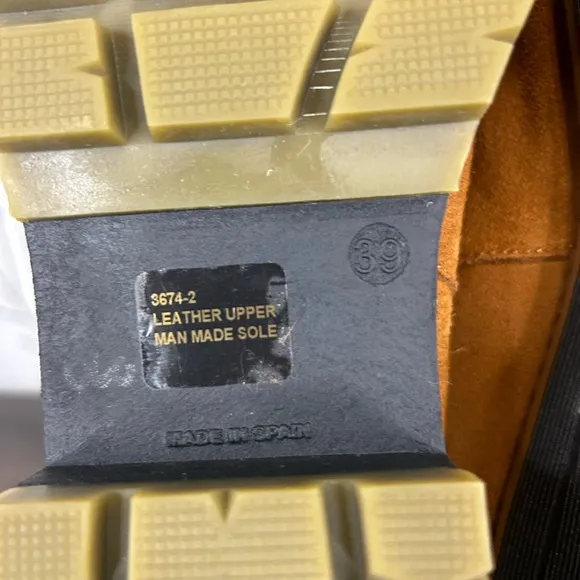 39
3674-2
LEATHER UPPER
MAN MADE SOLE
MADE IN SPAIN